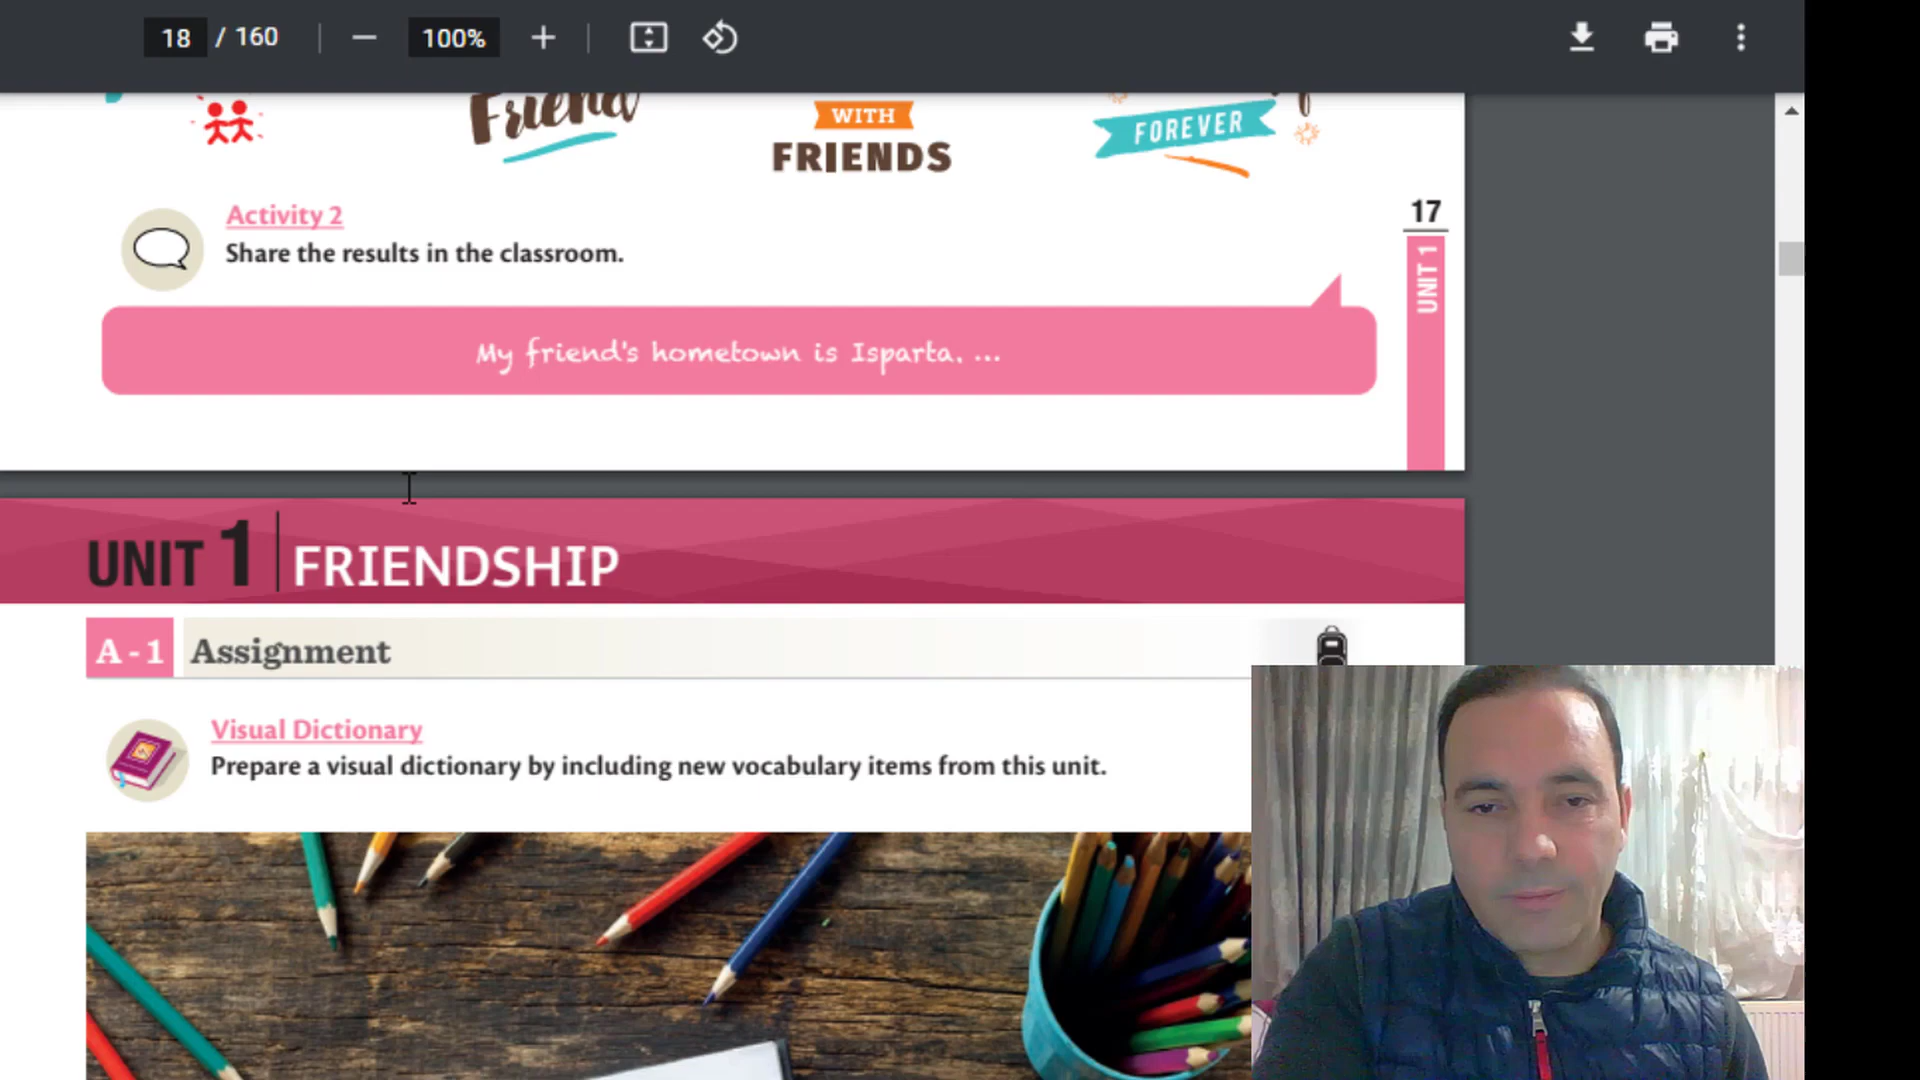 18 / 160
100%
Friend
WITH
FRIENDS
FOREVER
Activity 2
Share the results in the classroom.
17
UNIT 1
My friend's hometown is Isparta. ...
UNIT 1 FRIENDSHIP
A - 1 Assignment
Visual Dictionary
Prepare a visual dictionary by including new vocabulary items from this unit.